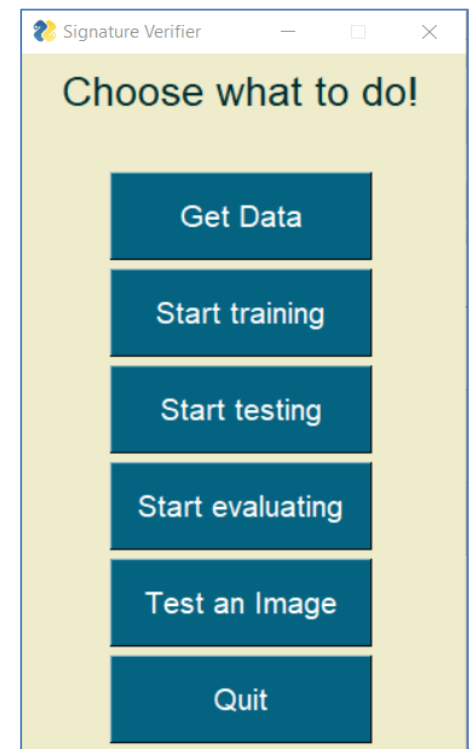 Signature Verifier
Choose what to do!
Get Data
Start training
Start testing
Start evaluating
Test an Image
Quit